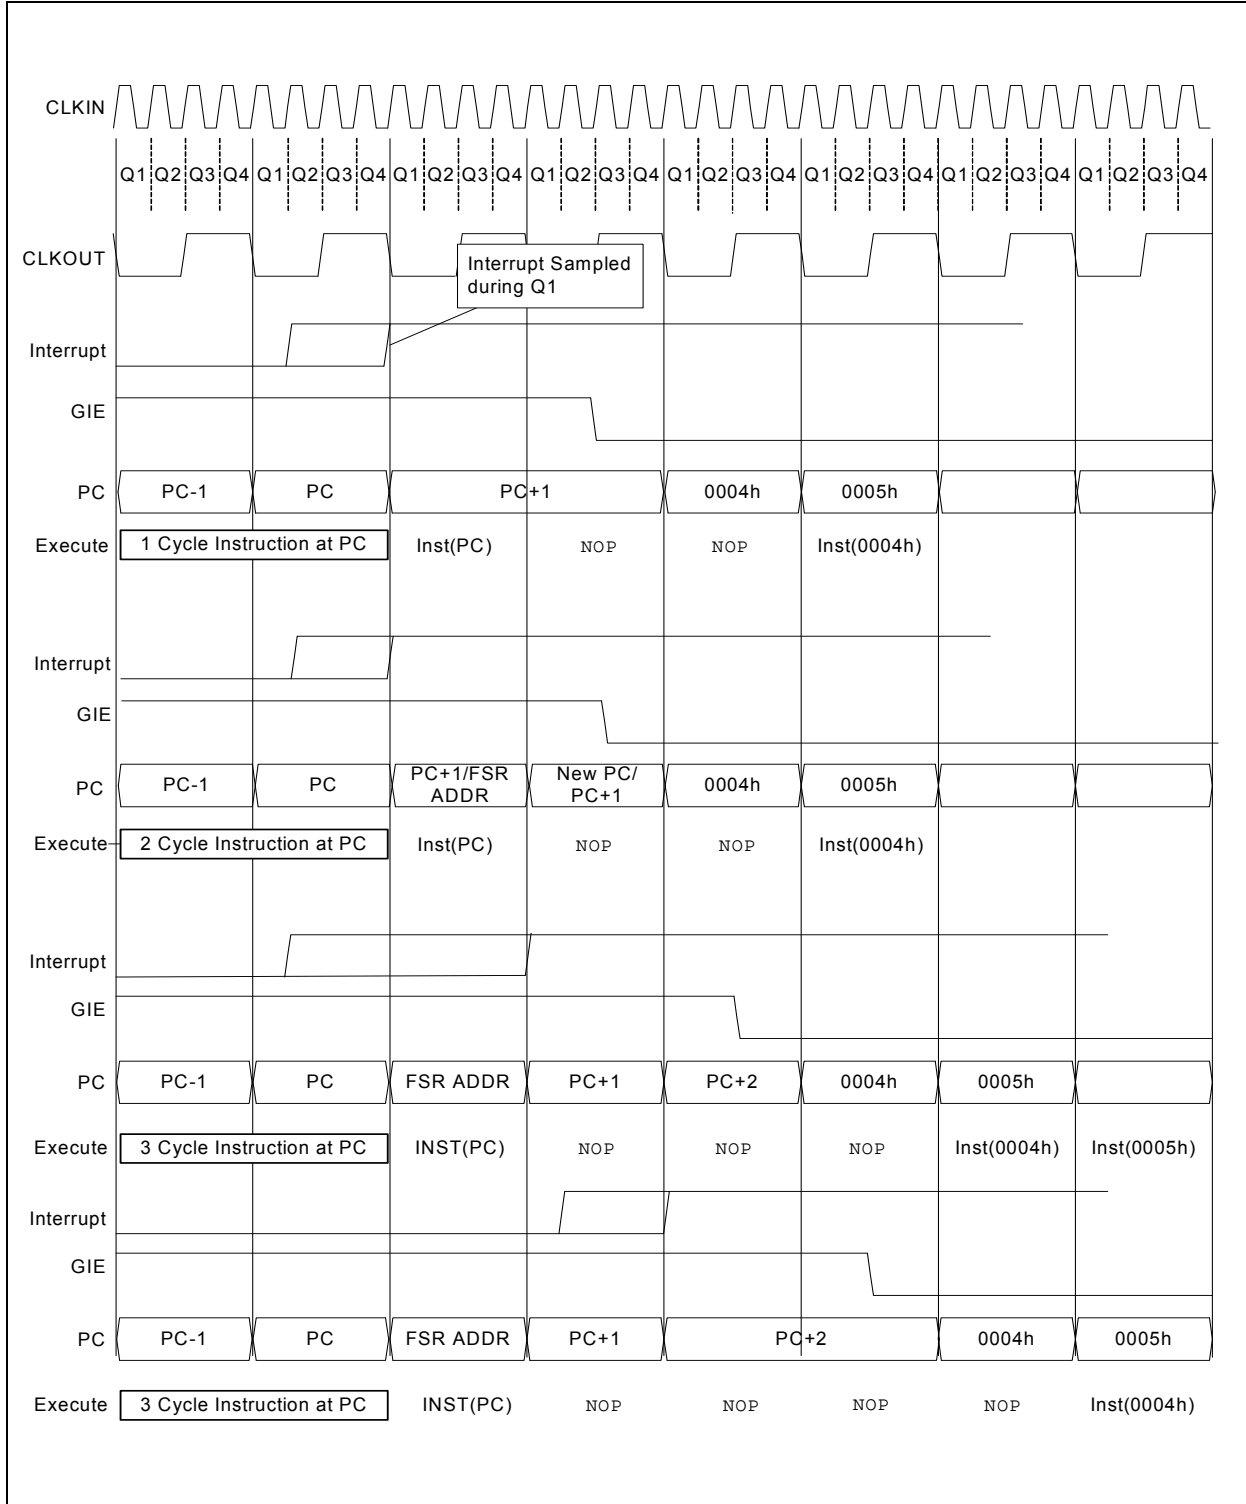 CLKIN
Q1 Q2 Q3 Q4 Q1 Q2 Q3 Q4 Q1 Q2 Q3 Q4 Q1 Q2 Q3 Q4 Q1 Q2 Q3 Q4 Q1 Q2 Q3 Q4 Q1 Q2 Q3 Q4 Q1 Q2 Q3 Q4
CLKOUT
Interrupt Sampled
during Q1
Interrupt
GIE
PC PC-1 PC PC+1 0004h 0005h
Execute 1 Cycle Instruction at PC Inst(PC) NOP NOP Inst(0004h)
Interrupt
GIE
PC PC-1 PC PC+1/FSR ADDR New PC/ PC+1 0004h 0005h
Execute 2 Cycle Instruction at PC Inst(PC) NOP NOP Inst(0004h)
Interrupt
GIE
PC PC-1 PC FSR ADDR PC+1 PC+2 0004h 0005h
Execute 3 Cycle Instruction at PC INST(PC) NOP NOP NOP Inst(0004h) Inst(0005h)
Interrupt
GIE
PC PC-1 PC FSR ADDR PC+1 PC+2 0004h 0005h
Execute 3 Cycle Instruction at PC INST(PC) NOP NOP NOP NOP Inst(0004h)